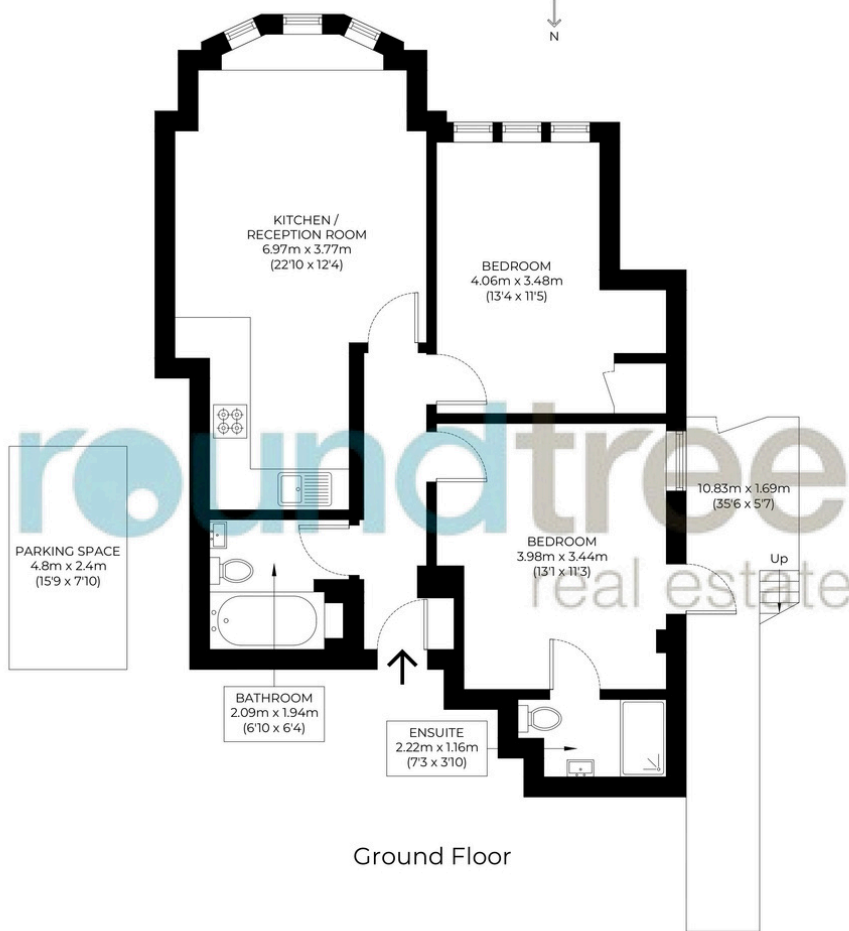 N
KITCHEN /
RECEPTION ROOM
6.97m x 3.77m
(22'10 x 12'4)
BEDROOM
4.06m x 3.48m
(13'4 x 11'5)
roundtree
real estate
10.83m x 1.69m
(35'6 x 5'7)
BEDROOM
3.98m x 3.44m
(13'1 x 11'3)
PARKING SPACE
4.8m x 2.4m
(15'9 x 7'10)
Up
BATHROOM
2.09m x 1.94m
(6'10 x 6'4)
ENSUITE
2.22m x 1.16m
(7'3 x 3'10)
Ground Floor